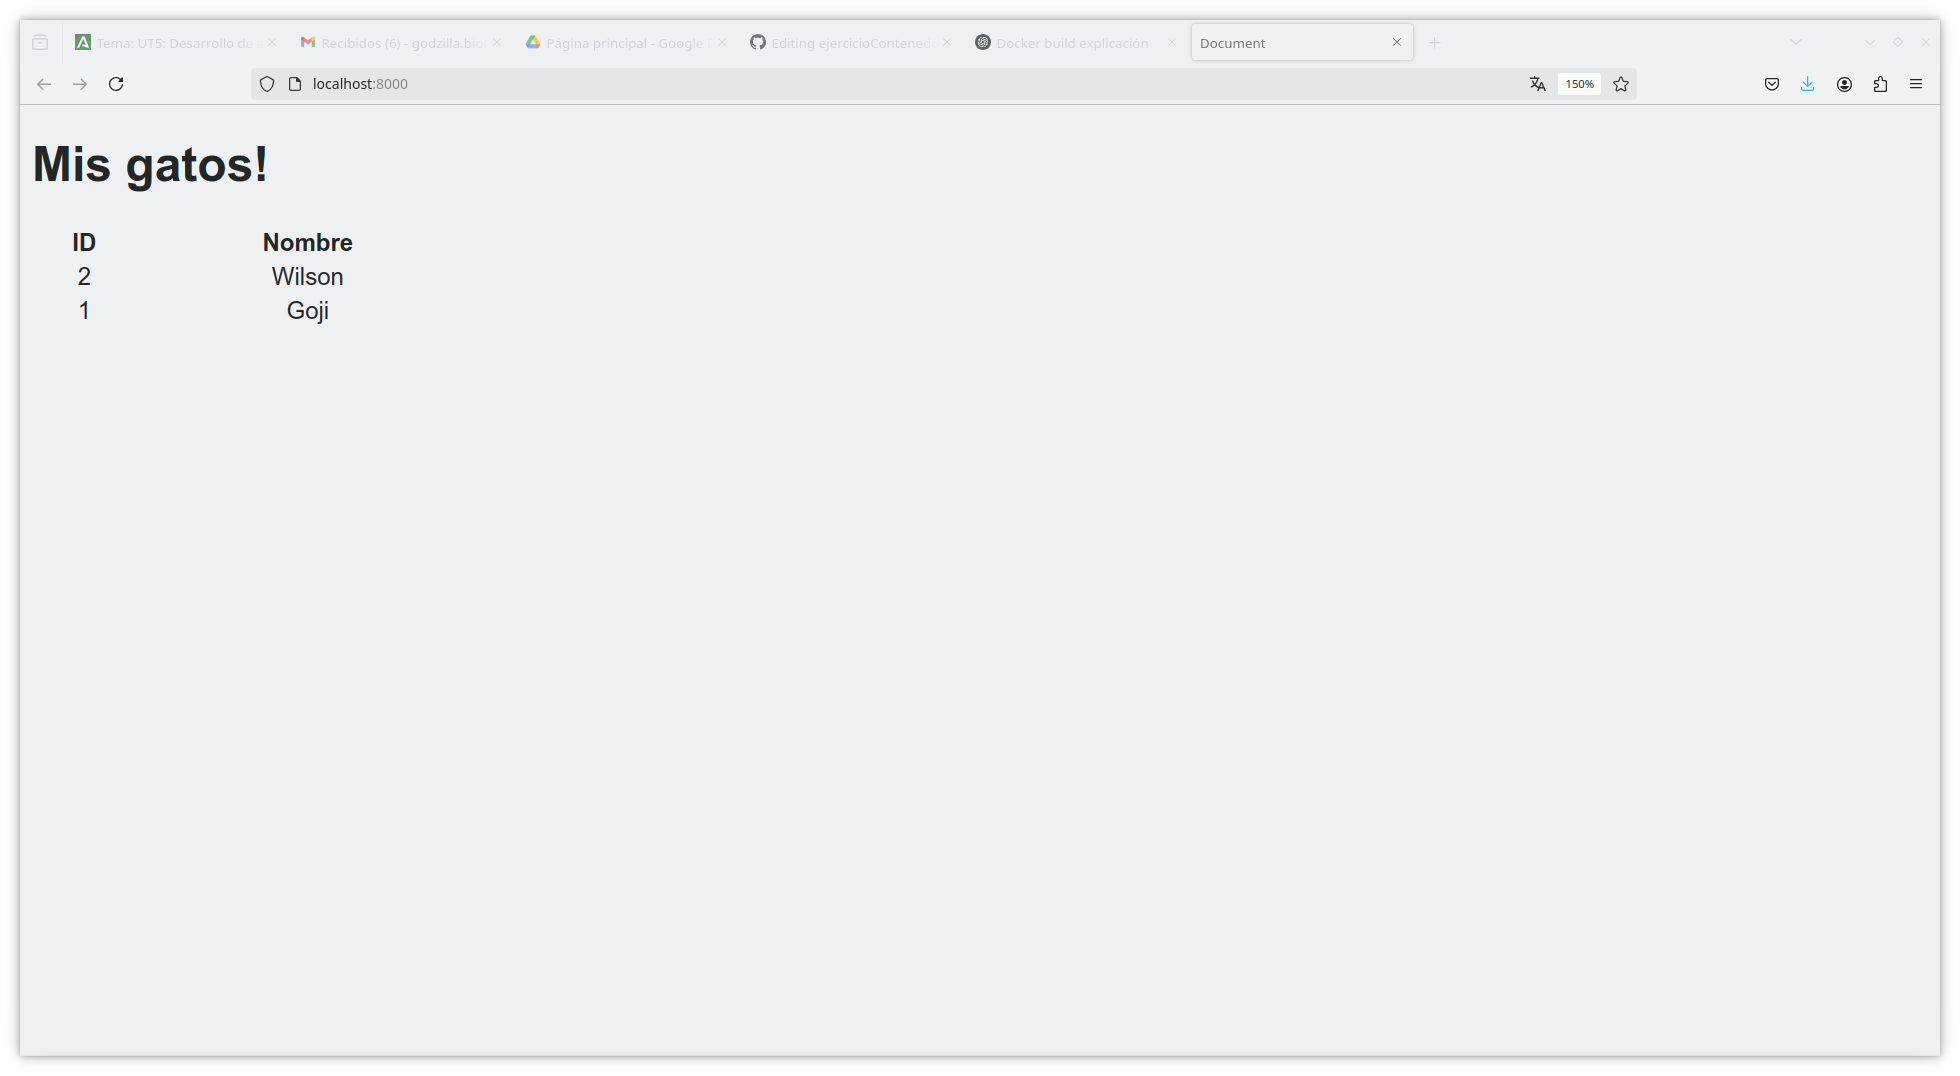 Tema: UT5: Desarrollo de
Recibidos (6) - godzilla.bio
Página principal - Google
Editing ejercicioContened
Docker build explicación
Document
localhost:8000
150%
Mis gatos!
ID Nombre
2 Wilson
1 Goji